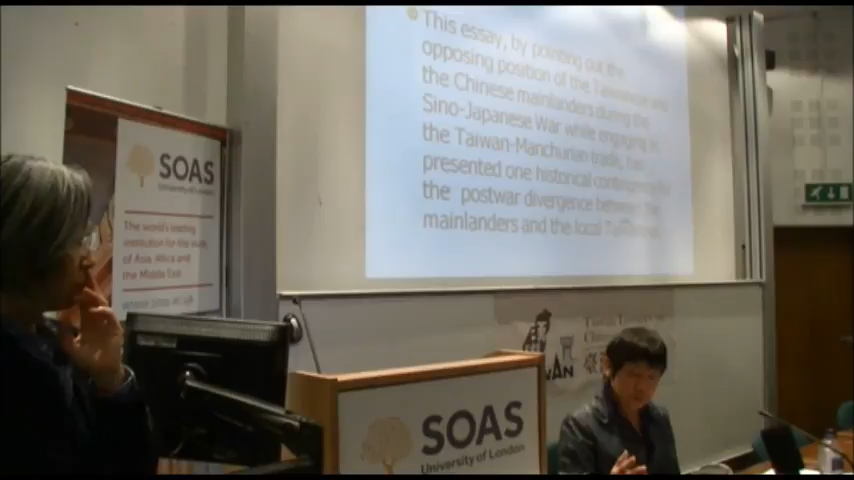 This essay, by pointing out the
opposing position of the Taiwanese and
the Chinese mainlanders during the
Sino-Japanese War while engaging in
the Taiwan-Manchurian trade, has
presented one historical contingency
the postwar divergence between the
mainlanders and the local
SOAS
University of London
The world's leading
institution for the study
of Asia, Africa and
the Middle East
SOAS
University of London